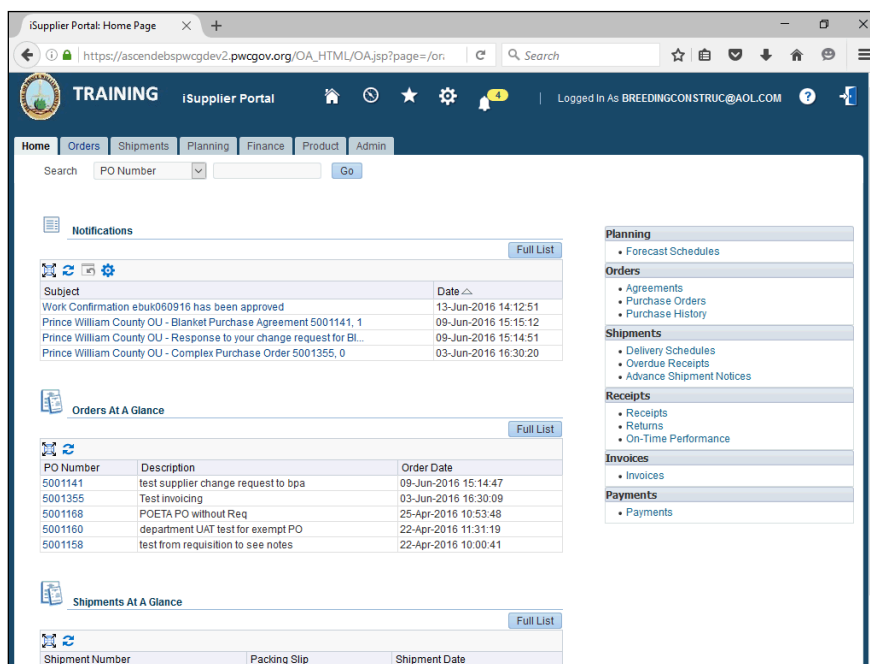 iSupplier Portal: Home Page
https://ascendebspwcgdev2.pwcgov.org/OA_HTML/OA.jsp?page=/or
Search
TRAINING iSupplier Portal 4 | Logged In As BREEDINGCONSTRUC@AOL.COM ?
Home Orders Shipments Planning Finance Product Admin
Search PO Number Go
Notifications
Full List
Subject Date
Work Confirmation ebuk060916 has been approved 13-Jun-2016 14:12:51
Prince William County OU - Blanket Purchase Agreement 5001141, 1 09-Jun-2016 15:15:12
Prince William County OU - Response to your change request for Bl... 09-Jun-2016 15:14:51
Prince William County OU - Complex Purchase Order 5001355, 0 03-Jun-2016 16:30:20
Orders At A Glance
Full List
PO Number Description Order Date
5001141 test supplier change request to bpa 09-Jun-2016 15:14:47
5001355 Test invoicing 03-Jun-2016 16:30:09
5001168 POETA PO without Req 25-Apr-2016 10:53:48
5001160 department UAT test for exempt PO 22-Apr-2016 11:31:19
5001158 test from requisition to see notes 22-Apr-2016 10:00:41
Shipments At A Glance
Full List
Shipment Number Packing Slip Shipment Date
Planning
• Forecast Schedules
Orders
• Agreements
• Purchase Orders
• Purchase History
Shipments
• Delivery Schedules
• Overdue Receipts
• Advance Shipment Notices
Receipts
• Receipts
• Returns
• On-Time Performance
Invoices
• Invoices
Payments
• Payments